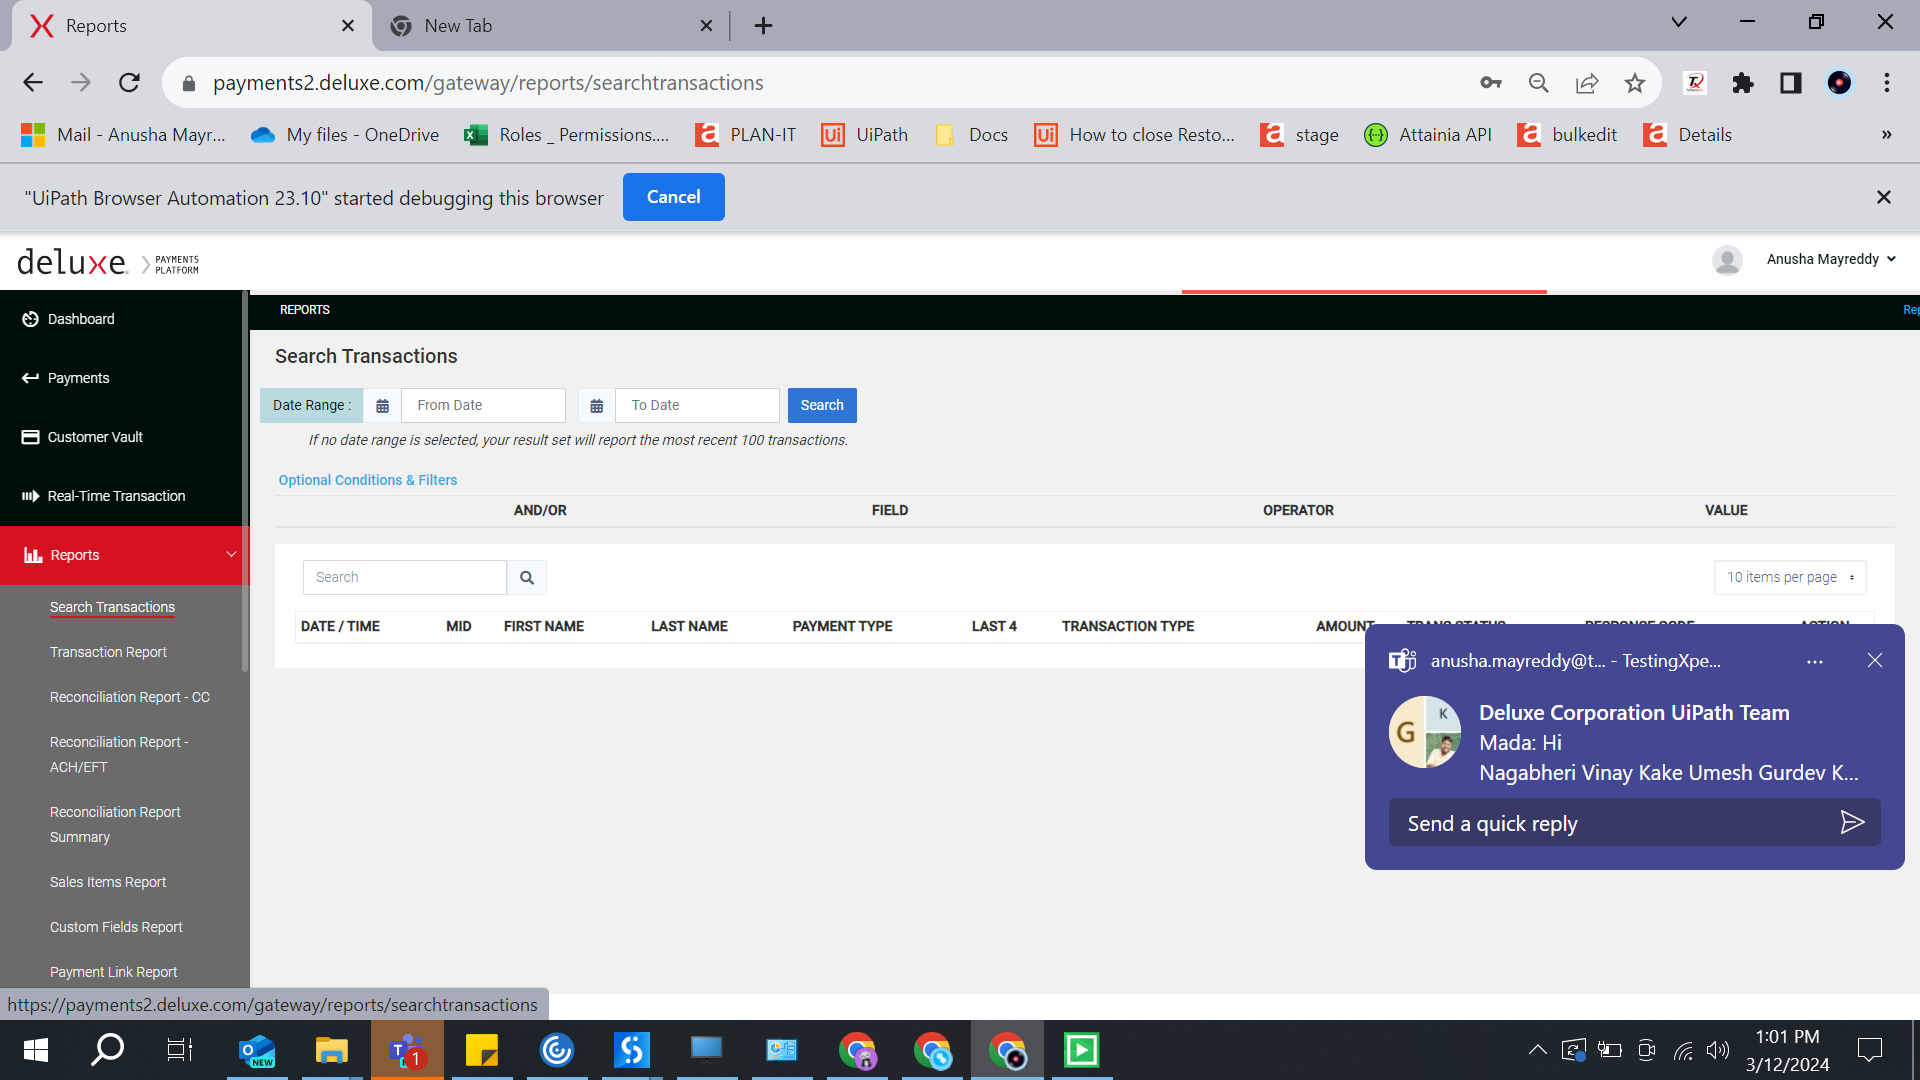 Reports
New Tab
payments2.deluxe.com/gateway/reports/searchtransactions
Mail - Anusha Mayr...
My files - OneDrive
Roles _ Permissions....
PLAN-IT
UiPath
Docs
How to close Resto...
stage
Attainia API
bulkedit
Details
»
"UiPath Browser Automation 23.10" started debugging this browser
Cancel
deluxe. PAYMENTS PLATFORM
Anusha Mayreddy
Dashboard
Payments
Customer Vault
Real-Time Transaction
Reports
Search Transactions
Transaction Report
Reconciliation Report - CC
Reconciliation Report -
ACH/EFT
Reconciliation Report
Summary
Sales Items Report
Custom Fields Report
Payment Link Report
https://payments2.deluxe.com/gateway/reports/searchtransactions
REPORTS
Rep
Search Transactions
Date Range :
From Date
To Date
Search
If no date range is selected, your result set will report the most recent 100 transactions.
Optional Conditions & Filters
AND/OR FIELD OPERATOR VALUE
Search
10 items per page
DATE / TIME MID FIRST NAME LAST NAME PAYMENT TYPE LAST 4 TRANSACTION TYPE AMOUNT TRANS STATUS RESPONSE CODE ACTION
anusha.mayreddy@t... - TestingXpe...
G K
Deluxe Corporation UiPath Team
Mada: Hi
Nagabheri Vinay Kake Umesh Gurdev K...
Send a quick reply
NEW
1
1:01 PM
3/12/2024